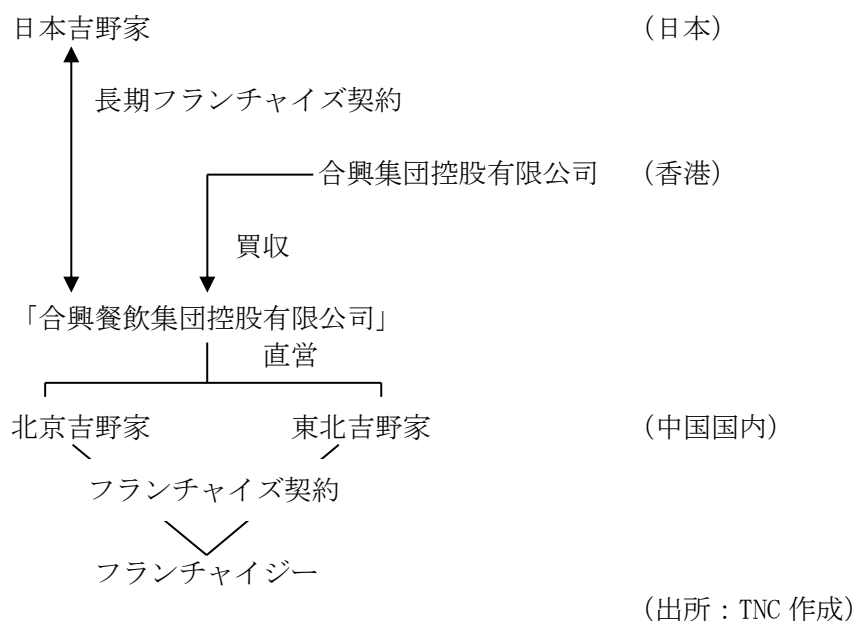 日本吉野家 (日本)
長期フランチャイズ契約
合興集団控股有限公司 (香港)
買収
「合興餐飲集団控股有限公司」
直営
北京吉野家 東北吉野家 (中国国内)
フランチャイズ契約
フランチャイジー
(出所：TNC 作成)